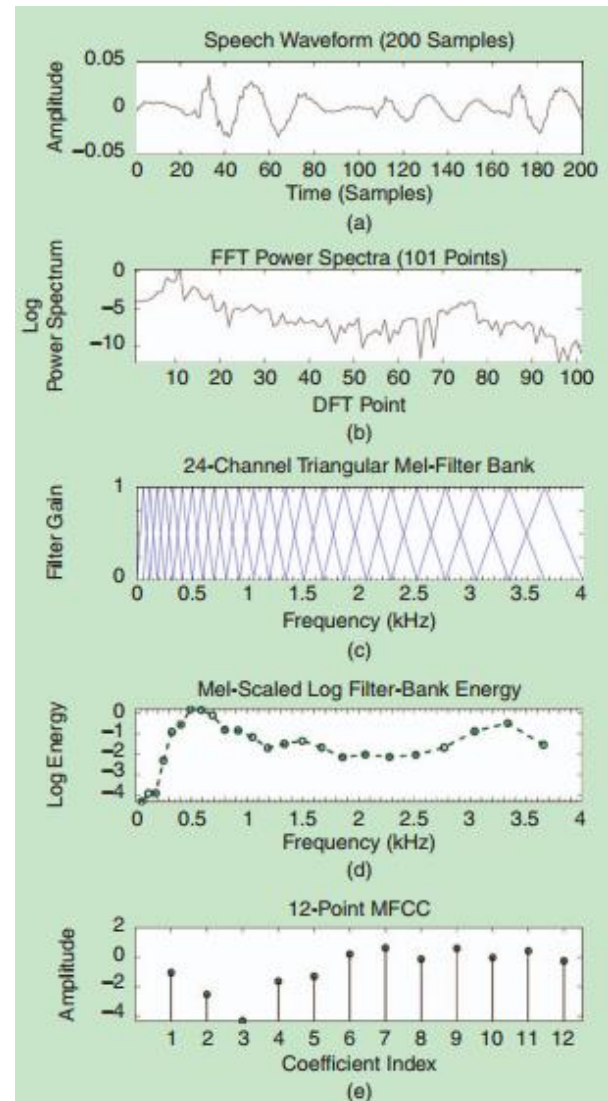 Speech Waveform (200 Samples)
0.05
0
−0.05
Amplitude
0 20 40 60 80 100 120 140 160 180 200
Time (Samples)
(a)
FFT Power Spectra (101 Points)
0
−5
−10
Log
Power Spectrum
10 20 30 40 50 60 70 80 90 100
DFT Point
(b)
24-Channel Triangular Mel-Filter Bank
1
0
Filter Gain
0 0.5 1 1.5 2 2.5 3 3.5 4
Frequency (kHz)
(c)
Mel-Scaled Log Filter-Bank Energy
0
−1
−2
−3
−4
Log Energy
0 0.5 1 1.5 2 2.5 3 3.5 4
Frequency (kHz)
(d)
12-Point MFCC
2
0
−2
−4
Amplitude
1 2 3 4 5 6 7 8 9 10 11 12
Coefficient Index
(e)